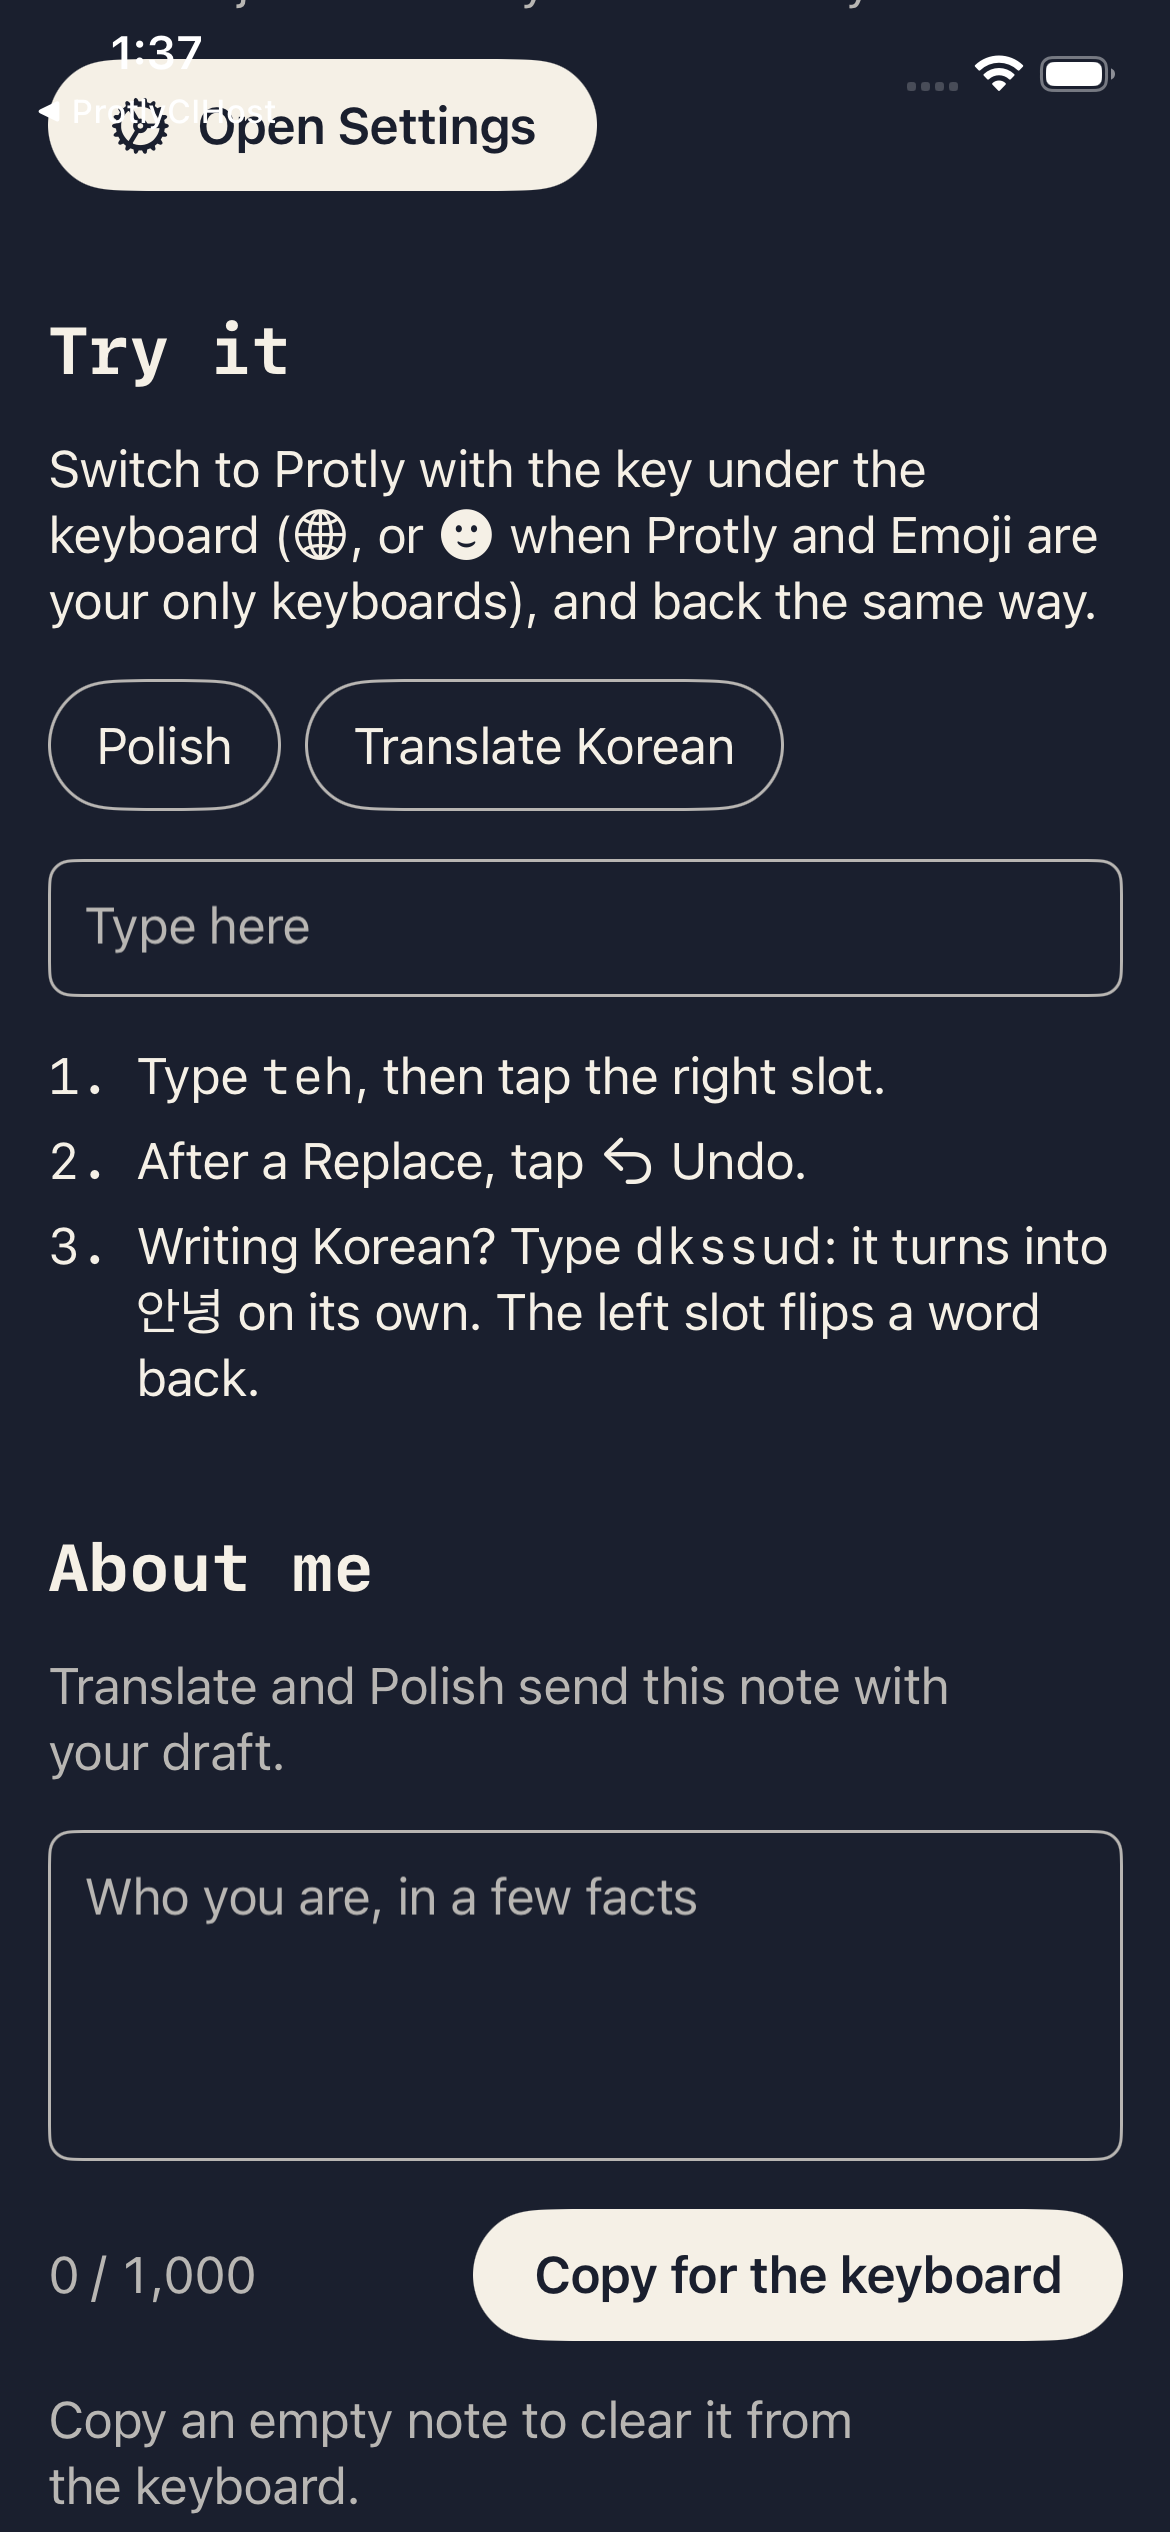 1:37
ProtlyCIHost
Open Settings
Try it
Switch to Protly with the key under the
keyboard (🌐, or ☻ when Protly and Emoji are
your only keyboards), and back the same way.
Polish
Translate Korean
Type here
1. Type teh, then tap the right slot.
2. After a Replace, tap ↩ Undo.
3. Writing Korean? Type dkssud: it turns into
안녕 on its own. The left slot flips a word
back.
About me
Translate and Polish send this note with
your draft.
Who you are, in a few facts
0 / 1,000
Copy for the keyboard
Copy an empty note to clear it from
the keyboard.